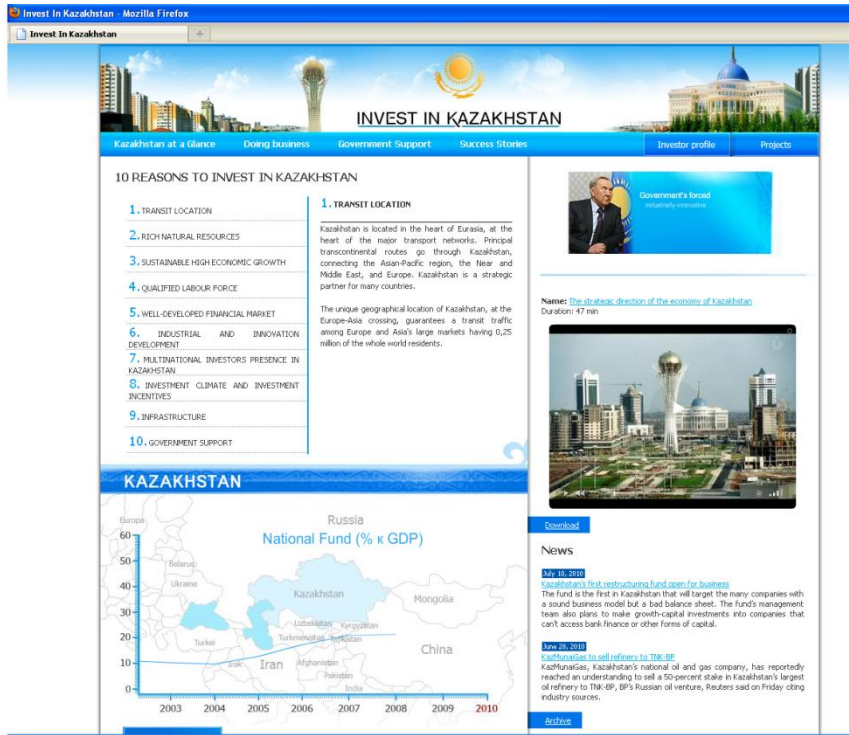 Invest In Kazakhstan - Mozilla Firefox
Invest In Kazakhstan
INVEST IN KAZAKHSTAN
Kazakhstan at a Glance Doing business Government Support Success Stories Investor profile Projects
10 REASONS TO INVEST IN KAZAKHSTAN
1. TRANSIT LOCATION
2. RICH NATURAL RESOURCES
3. SUSTAINABLE HIGH ECONOMIC GROWTH
4. QUALIFIED LABOUR FORCE
5. WELL-DEVELOPED FINANCIAL MARKET
6. INDUSTRIAL AND INNOVATION
DEVELOPMENT
7. MULTINATIONAL INVESTORS PRESENCE IN
KAZAKHSTAN
8. INVESTMENT CLIMATE AND INVESTMENT
INCENTIVES
9. INFRASTRUCTURE
10. GOVERNMENT SUPPORT
1. TRANSIT LOCATION
Kazakhstan is located in the heart of Eurasia, at the
heart of the major transport networks. Principal
transcontinental routes go through Kazakhstan,
connecting the Asian-Pacific region, the Near and
Middle East, and Europe. Kazakhstan is a strategic
partner for many countries.
The unique geographical location of Kazakhstan, at the
Europe-Asia crossing, guarantees a transit traffic
among Europe and Asia's large markets having 0,25
million of the whole world residents.
Government's forced
industrially-innovative
Name: The strategic direction of the economy of Kazakhstan
Duration: 47 min
Download
News
July 10, 2010
Kazakhstan's first restructuring fund open for business
The fund is the first in Kazakhstan that will target the many companies with
a sound business model but a bad balance sheet. The fund's management
team also plans to make growth-capital investments into companies that
can't access bank finance or other forms of capital.
June 28, 2010
KazMunaiGas to sell refinery to TNK-BP
KazMunaiGas, Kazakhstan's national oil and gas company, has reportedly
reached an understanding to sell a 50-percent stake in Kazakhstan's largest
oil refinery to TNK-BP, BP's Russian oil venture, Reuters said on Friday citing
industry sources.
Archive
KAZAKHSTAN
National Fund (% к GDP)
Europa
Russia
Belarus
Ukraine
Kazakhstan
Mongolia
Uzbekistan
Kyrgyzstan
Turkei
Turkmenistan
Tajikistan
China
Irak
Iran
Afghanistan
Pakistan
India
60
50
40
30
20
10
0
2003 2004 2005 2006 2007 2008 2009 2010